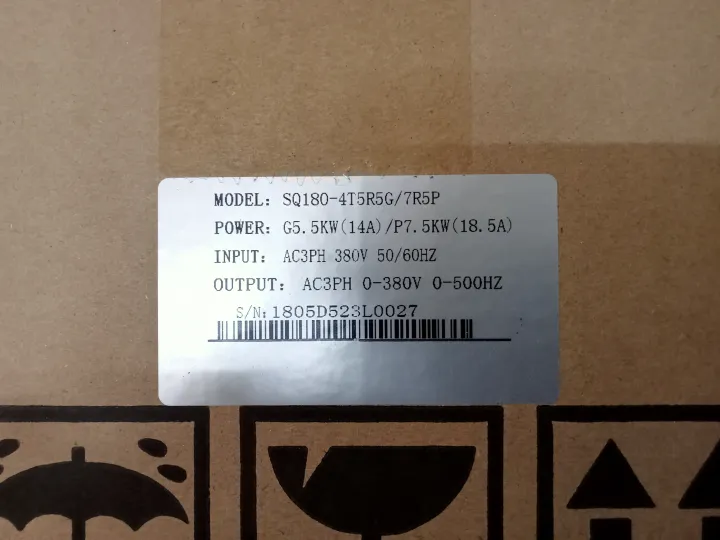 MODEL: SQ180-4T5R5G/7R5P
POWER: G5.5KW(14A)/P7.5KW(18.5A)
INPUT: AC3PH 380V 50/60HZ
OUTPUT: AC3PH 0-380V 0-500HZ
S/N:1805D523L0027